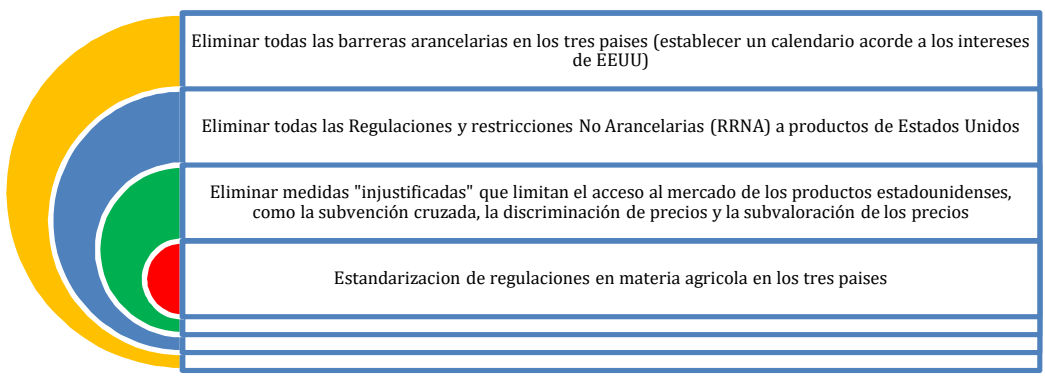 Eliminar todas las barreras arancelarias en los tres paises (establecer un calendario acorde a los intereses
de EEUU)
Eliminar todas las Regulaciones y restricciones No Arancelarias (RRNA) a productos de Estados Unidos
Eliminar medidas "injustificadas" que limitan el acceso al mercado de los productos estadounidenses,
como la subvención cruzada, la discriminación de precios y la subvaloración de los precios
Estandarizacion de regulaciones en materia agricola en los tres paises